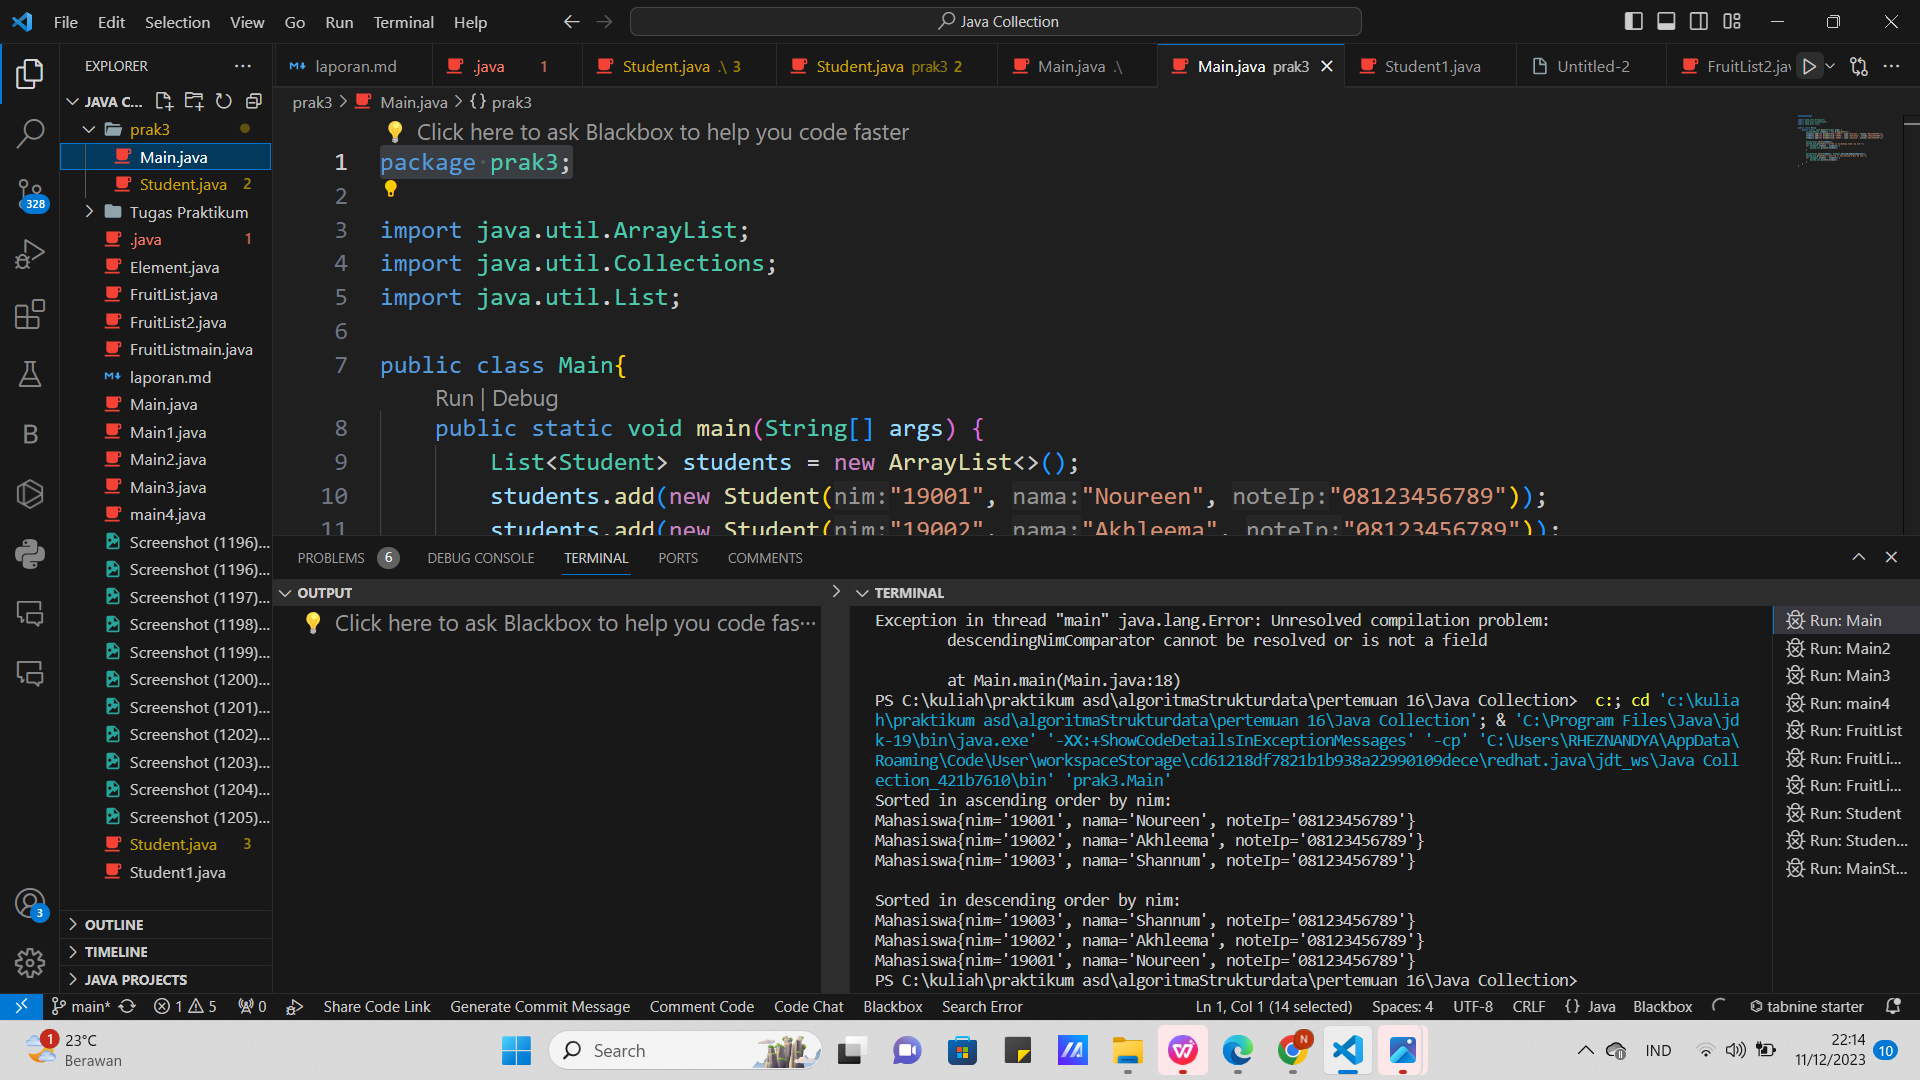 File Edit Selection View Go Run Terminal Help
Java Collection
EXPLORER
JAVA C...
prak3
Main.java
Student.java 2
Tugas Praktikum
.java 1
Element.java
FruitList.java
FruitList2.java
FruitListmain.java
laporan.md
Main.java
Main1.java
Main2.java
Main3.java
main4.java
Screenshot (1196)...
Screenshot (1196)...
Screenshot (1197)...
Screenshot (1198)...
Screenshot (1199)...
Screenshot (1200)...
Screenshot (1201)...
Screenshot (1202)...
Screenshot (1203)...
Screenshot (1204)...
Screenshot (1205)...
Student.java 3
Student1.java
OUTLINE
TIMELINE
JAVA PROJECTS
328
B
3
laporan.md
.java 1
Student.java .\ 3
Student.java prak3 2
Main.java .\
Main.java prak3
Student1.java
Untitled-2
FruitList2.jav
prak3 > Main.java > {} prak3
Click here to ask Blackbox to help you code faster
1 package prak3;
2
3 import java.util.ArrayList;
4 import java.util.Collections;
5 import java.util.List;
6
7 public class Main{
Run | Debug
8 public static void main(String[] args) {
9 List<Student> students = new ArrayList<>();
10 students.add(new Student(nim:"19001", nama:"Noureen", noteIp:"08123456789"));
11 students.add(new Student(nim:"19002", nama:"Akhleema", noteIp:"08123456789"));
PROBLEMS 6 DEBUG CONSOLE TERMINAL PORTS COMMENTS
OUTPUT
Click here to ask Blackbox to help you code fas...
TERMINAL
Exception in thread "main" java.lang.Error: Unresolved compilation problem:
descendingNimComparator cannot be resolved or is not a field
at Main.main(Main.java:18)
PS C:\kuliah\praktikum asd\algoritmaStrukturdata\pertemuan 16\Java Collection> c:; cd 'c:\kulia
h\praktikum asd\algoritmaStrukturdata\pertemuan 16\Java Collection'; & 'C:\Program Files\Java\jd
k-19\bin\java.exe' '-XX:+ShowCodeDetailsInExceptionMessages' '-cp' 'C:\Users\RHEZNANDYA\AppData\
Roaming\Code\User\workspaceStorage\cd61218df7821b1b938a22990109dece\redhat.java\jdt_ws\Java Coll
ection_421b7610\bin' 'prak3.Main'
Sorted in ascending order by nim:
Mahasiswa{nim='19001', nama='Noureen', noteIp='08123456789'}
Mahasiswa{nim='19002', nama='Akhleema', noteIp='08123456789'}
Mahasiswa{nim='19003', nama='Shannum', noteIp='08123456789'}
Sorted in descending order by nim:
Mahasiswa{nim='19003', nama='Shannum', noteIp='08123456789'}
Mahasiswa{nim='19002', nama='Akhleema', noteIp='08123456789'}
Mahasiswa{nim='19001', nama='Noureen', noteIp='08123456789'}
PS C:\kuliah\praktikum asd\algoritmaStrukturdata\pertemuan 16\Java Collection>
Run: Main
Run: Main2
Run: Main3
Run: main4
Run: FruitList
Run: FruitLi...
Run: FruitLi...
Run: Student
Run: Studen...
Run: MainSt...
main* 1 5 0 Share Code Link Generate Commit Message Comment Code Code Chat Blackbox Search Error
Ln 1, Col 1 (14 selected) Spaces: 4 UTF-8 CRLF {} Java Blackbox tabnine starter
1
23°C
Berawan
Search
N
IND
22:14
11/12/2023
10